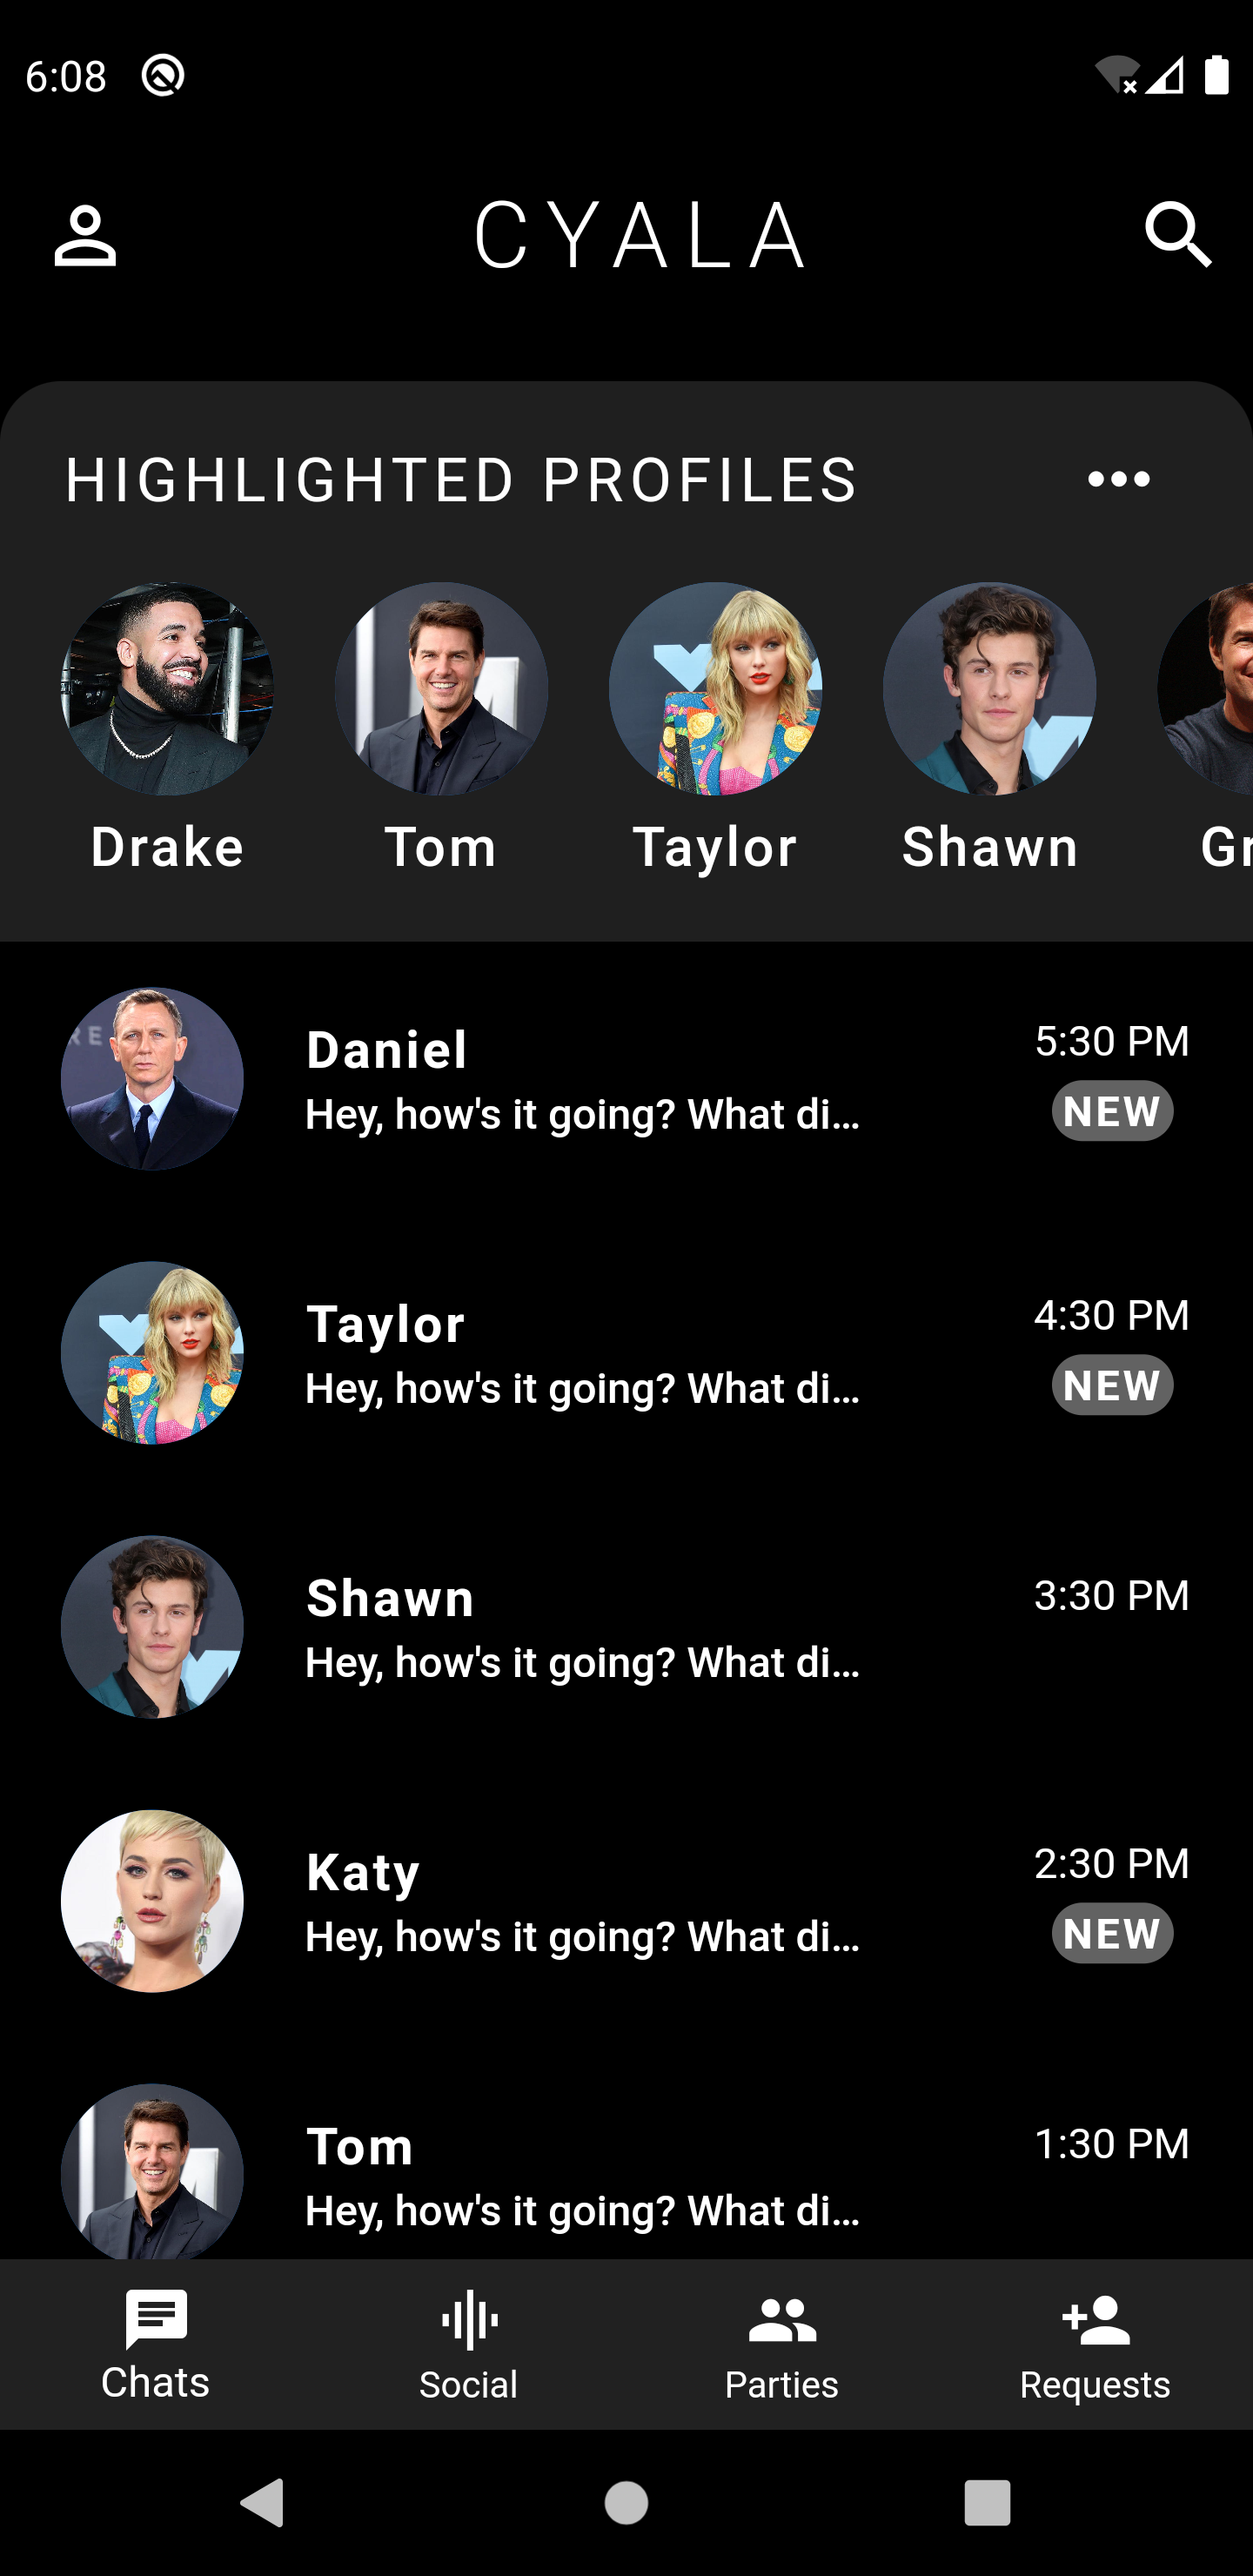 6:08
CYALA
HIGHLIGHTED PROFILES
Drake Tom Taylor Shawn Gr
Daniel 5:30 PM
Hey, how's it going? What di... NEW
Taylor 4:30 PM
Hey, how's it going? What di... NEW
Shawn 3:30 PM
Hey, how's it going? What di...
Katy 2:30 PM
Hey, how's it going? What di... NEW
Tom 1:30 PM
Hey, how's it going? What di...
Chats Social Parties Requests